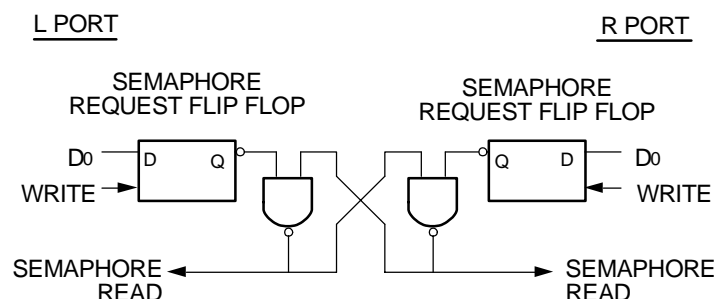 L PORT
R PORT
SEMAPHORE
REQUEST FLIP FLOP
SEMAPHORE
REQUEST FLIP FLOP
D0
D
Q
Q
D
D0
WRITE
WRITE
SEMAPHORE
READ
SEMAPHORE
READ